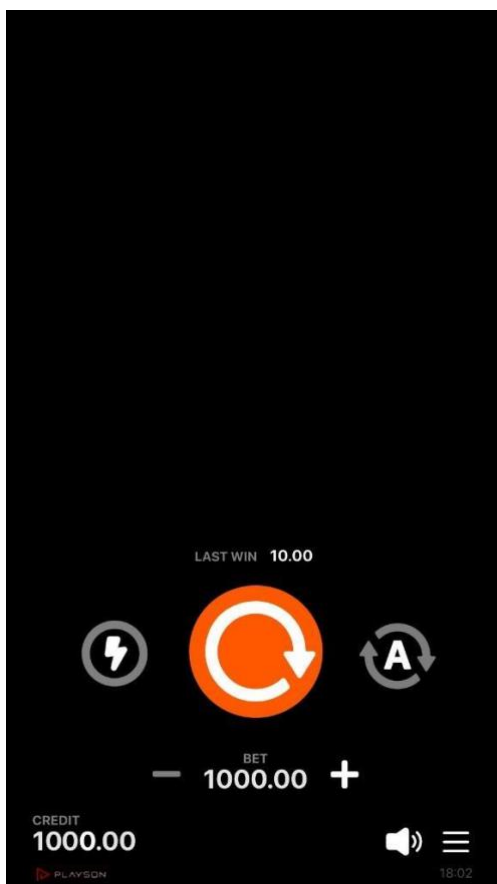 LAST WIN 10.00
A
BET
1000.00
CREDIT
1000.00
PLAYSON 18:02